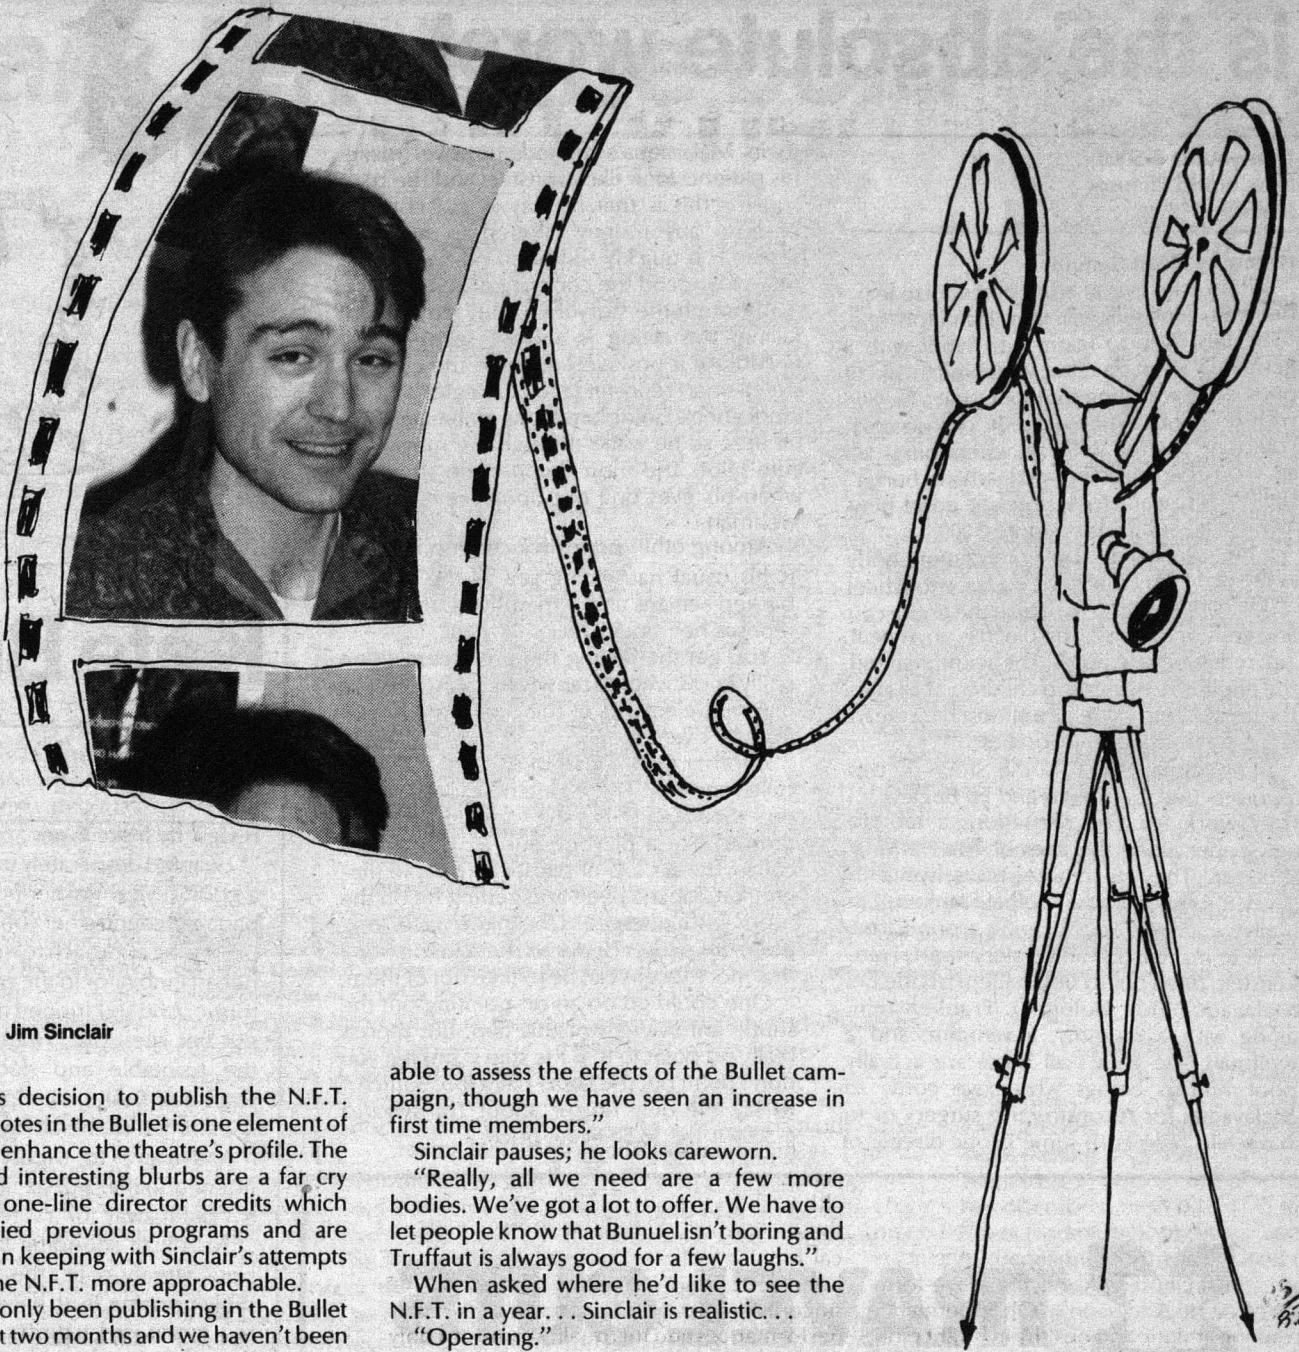 Jim Sinclair
s decision to publish the N.F.T.
otes in the Bullet is one element of
enhance the theatre's profile. The
d interesting blurbs are a far cry
one-line director credits which
ied previous programs and are
n keeping with Sinclair's attempts
ne N.F.T. more approachable.
only been publishing in the Bullet
t two months and we haven't been
able to assess the effects of the Bullet cam-
paign, though we have seen an increase in
first time members."
Sinclair pauses; he looks careworn.
"Really, all we need are a few more
bodies. We've got a lot to offer. We have to
let people know that Bunuel isn't boring and
Truffaut is always good for a few laughs."
When asked where he'd like to see the
N.F.T. in a year. . . Sinclair is realistic. . .
"Operating."